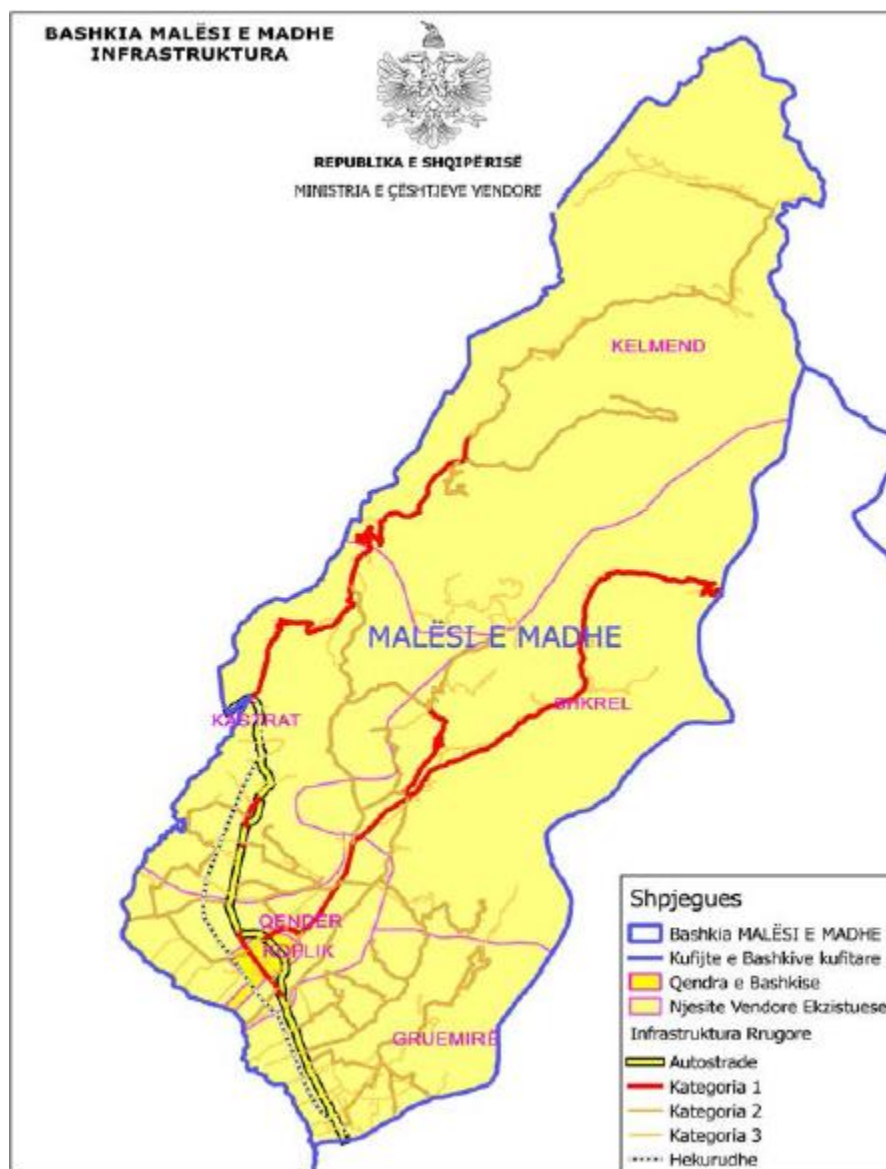 BASHKIA MALËSI E MADHE
INFRASTRUKTURA
REPUBLIKA E SHQIPËRISË
MINISTRIA E ÇËSHTJEVE VENDORE
KELMEND
MALËSI E MADHE
SHKREL
KASTRAT
QENDËR
KOPLIK
GRUEMIRË
Shpjegues
Bashkia MALËSI E MADHE
Kufijte e Bashkive kufitare
Qendra e Bashkise
Njesite Vendore Ekzistuese
Infrastruktura Rrugore
Autostrade
Kategoria 1
Kategoria 2
Kategoria 3
Hekurudhe